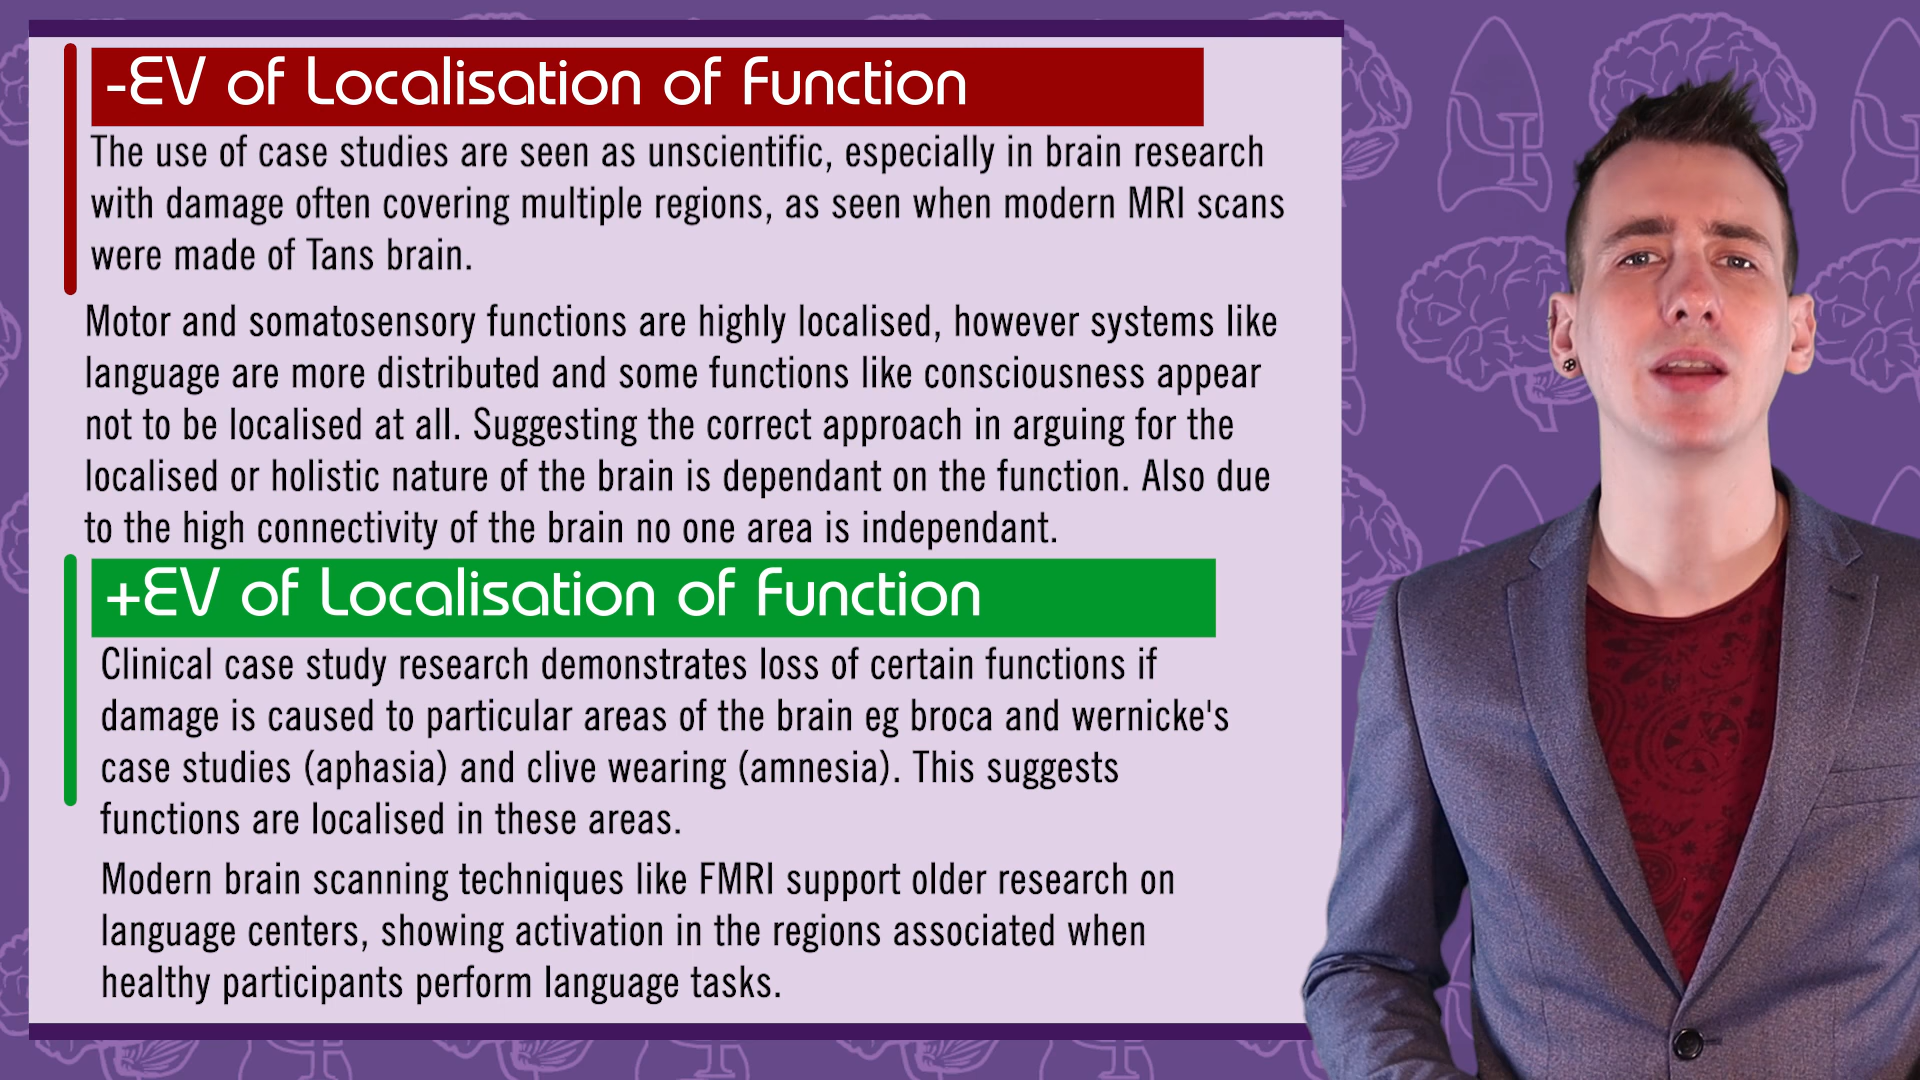 -EV of Localisation of Function
The use of case studies are seen as unscientific, especially in brain research
with damage often covering multiple regions, as seen when modern MRI scans
were made of Tans brain.
Motor and somatosensory functions are highly localised, however systems like
language are more distributed and some functions like consciousness appear
not to be localised at all. Suggesting the correct approach in arguing for the
localised or holistic nature of the brain is dependant on the function. Also due
to the high connectivity of the brain no one area is independant.
+EV of Localisation of Function
Clinical case study research demonstrates loss of certain functions if
damage is caused to particular areas of the brain eg broca and wernicke's
case studies (aphasia) and clive wearing (amnesia). This suggests
functions are localised in these areas.
Modern brain scanning techniques like FMRI support older research on
language centers, showing activation in the regions associated when
healthy participants perform language tasks.